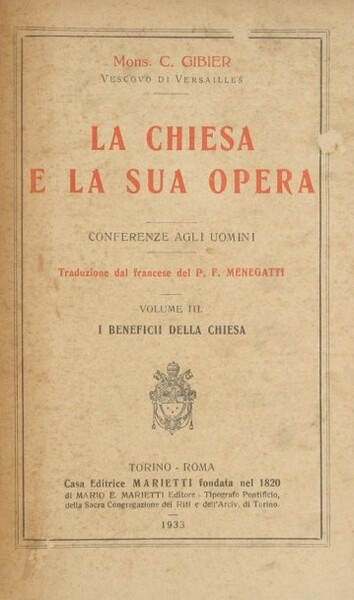 Mons. C. GIBIER
VESCOVO DI VERSAILLES
LA CHIESA
E LA SUA OPERA
CONFERENZE AGLI UOMINI
Traduzione dal francese del P. F. MENEGATTI
VOLUME III.
I BENEFICII DELLA CHIESA
TORINO - ROMA
Casa Editrice MARIETTI fondata nel 1820
di MARIO E. MARIETTI Editore - Tipografo Pontificio,
della Sacra Congregazione dei Riti e dell'Arciv. di Torino.
1933